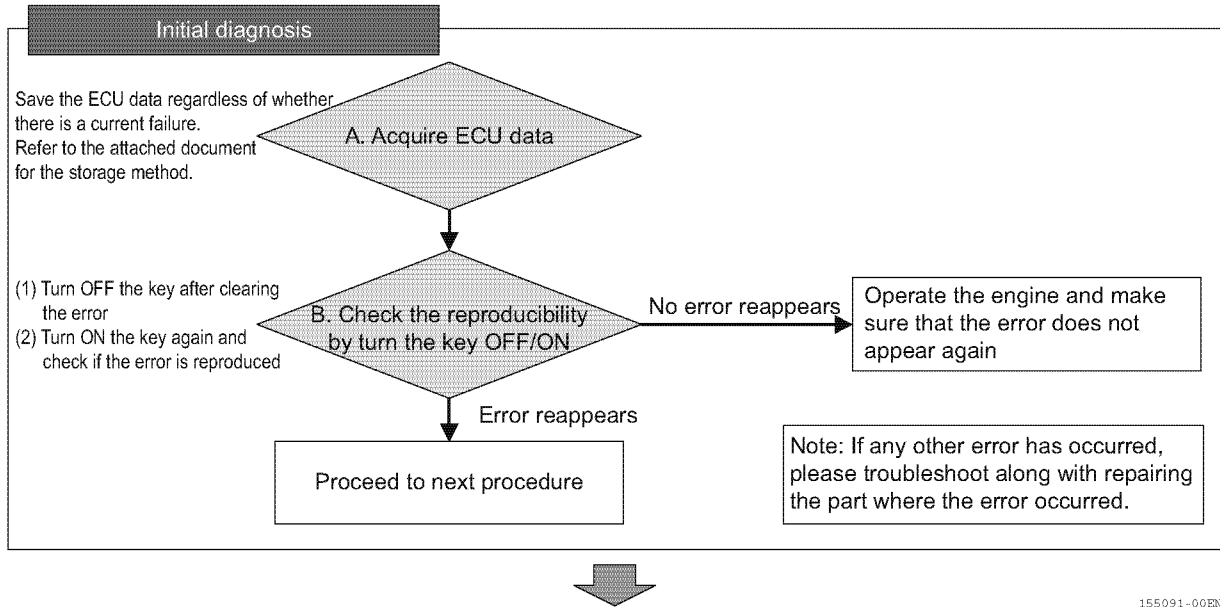 Initial diagnosis
Save the ECU data regardless of whether
there is a current failure.
Refer to the attached document
for the storage method.
A. Acquire ECU data
(1) Turn OFF the key after clearing
the error
(2) Turn ON the key again and
check if the error is reproduced
B. Check the reproducibility
by turn the key OFF/ON
No error reappears
Operate the engine and make
sure that the error does not
appear again
Error reappears
Proceed to next procedure
Note: If any other error has occurred,
please troubleshoot along with repairing
the part where the error occurred.
155091-00EN